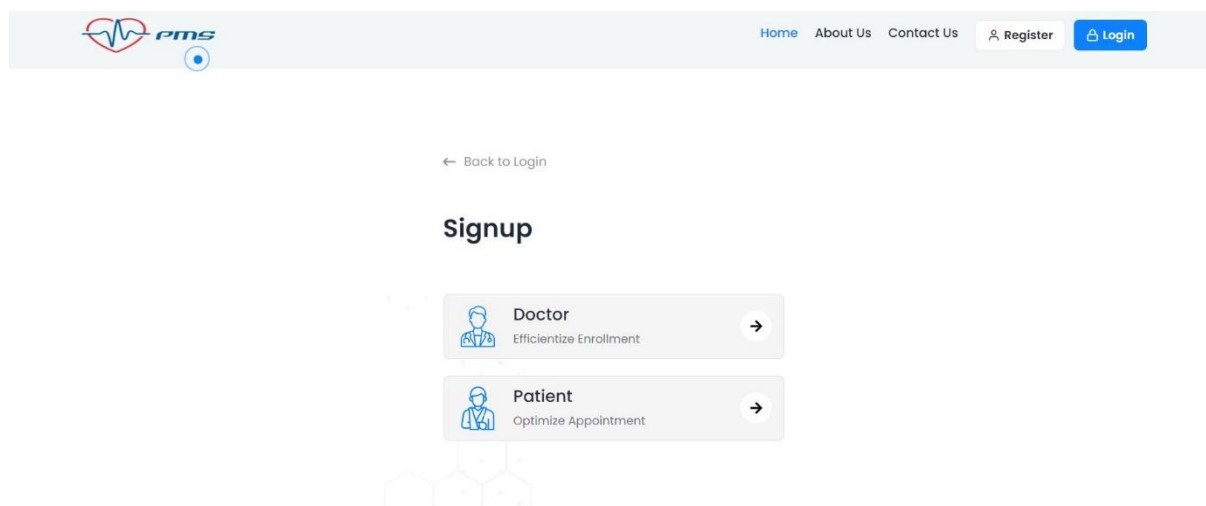 PMS
Home About Us Contact Us Register Login
← Back to Login
Signup
Doctor
Efficientize Enrollment
Patient
Optimize Appointment